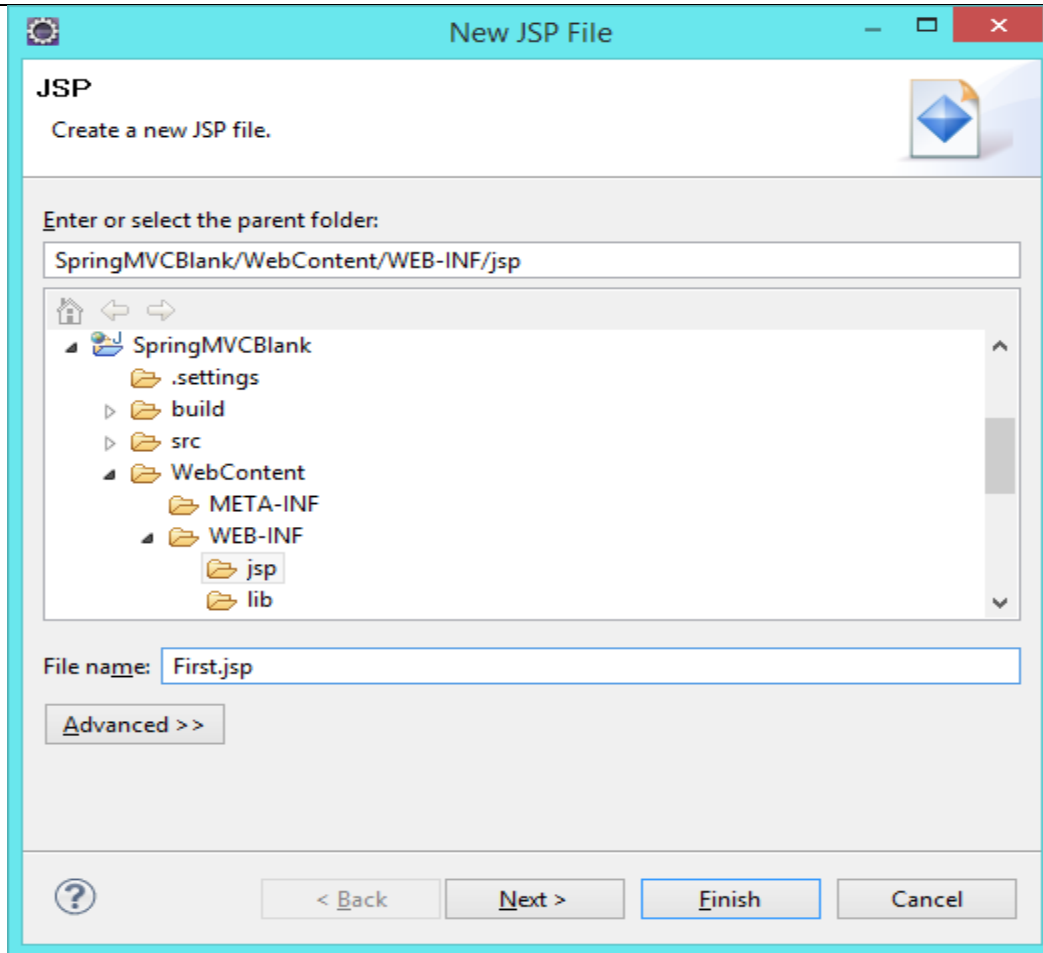 New JSP File
JSP
Create a new JSP file.
Enter or select the parent folder:
SpringMVCBlank/WebContent/WEB-INF/jsp
SpringMVCBlank
.settings
build
src
WebContent
META-INF
WEB-INF
jsp
lib
File name: First.jsp
Advanced >>
< Back Next > Finish Cancel